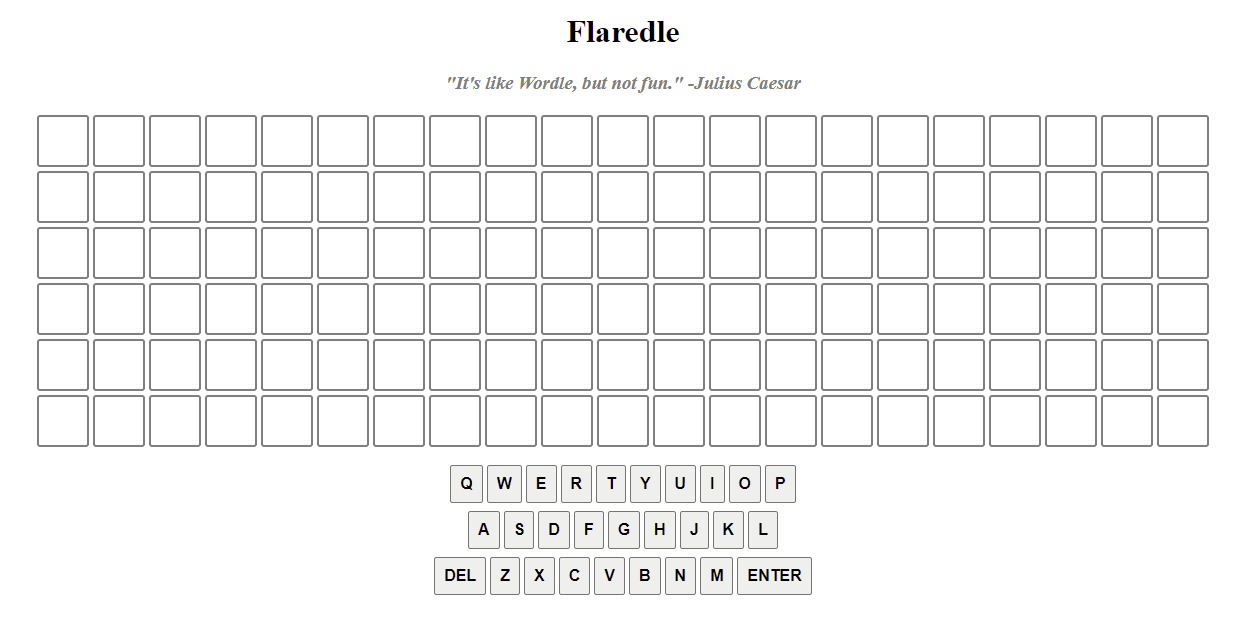 Flaredle
"It's like Wordle, but not fun." -Julius Caesar
Q W E R T Y U I O P
A S D F G H J K L
DEL Z X C V B N M ENTER